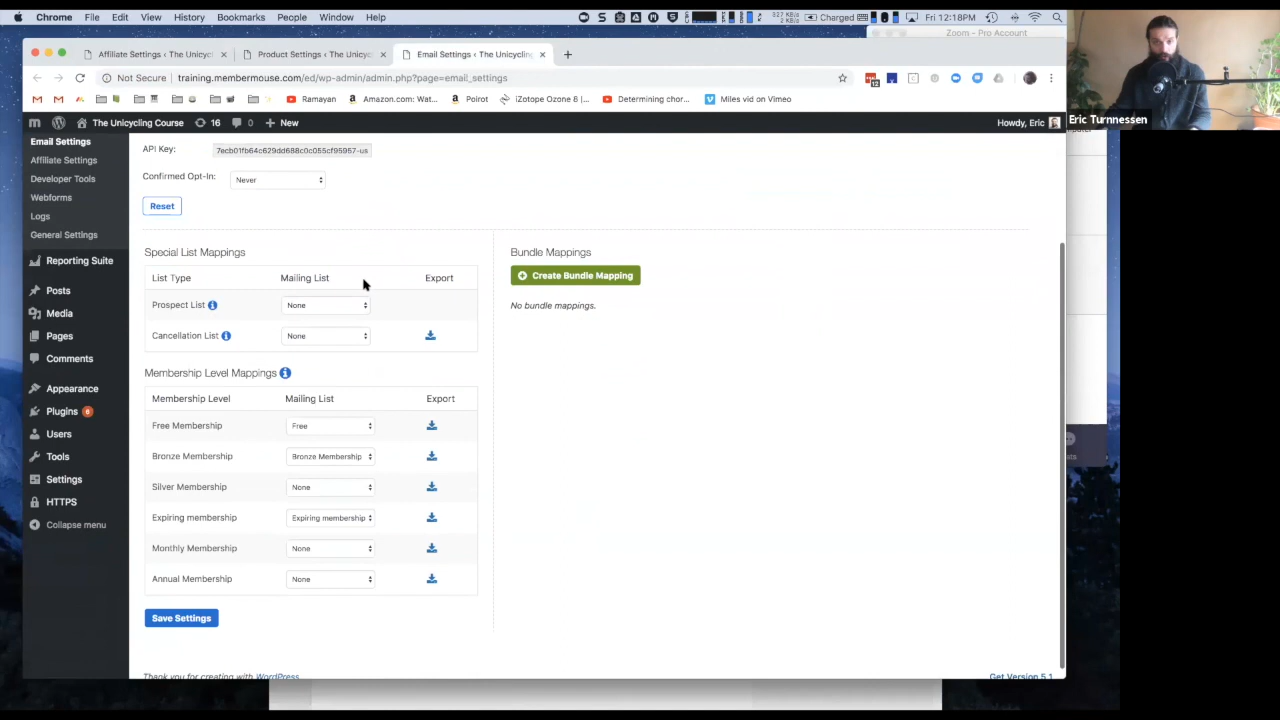 Chrome File Edit View History Bookmarks People Window Help
Charged Fri 12:18PM
Zoom - Pro Account
Affiliate Settings ‹ The Unicyc
Product Settings ‹ The Unicyc
Email Settings ‹ The Unicycling
Not Secure training.membermouse.com/ed/wp-admin/admin.php?page=email_settings
Ramayan
Amazon.com: Wat...
Poirot
iZotope Ozone 8 |...
Determining chor...
Miles vid on Vimeo
Eric Turnnessen
The Unicycling Course 16 0 New
Howdy, Eric
Email Settings
Affiliate Settings
Developer Tools
Webforms
Logs
General Settings
Reporting Suite
Posts
Media
Pages
Comments
Appearance
Plugins 6
Users
Tools
Settings
HTTPS
Collapse menu
API Key: 7ecb01fb64c629dd688c0c055cf95957-us
Confirmed Opt-In: Never
Reset
Special List Mappings
List Type Mailing List Export
Prospect List None
Cancellation List None
Membership Level Mappings
Membership Level Mailing List Export
Free Membership Free
Bronze Membership Bronze Membership
Silver Membership None
Expiring membership Expiring membership
Monthly Membership None
Annual Membership None
Save Settings
Bundle Mappings
Create Bundle Mapping
No bundle mappings.
Thank you for creating with WordPress
Get Version 5.1